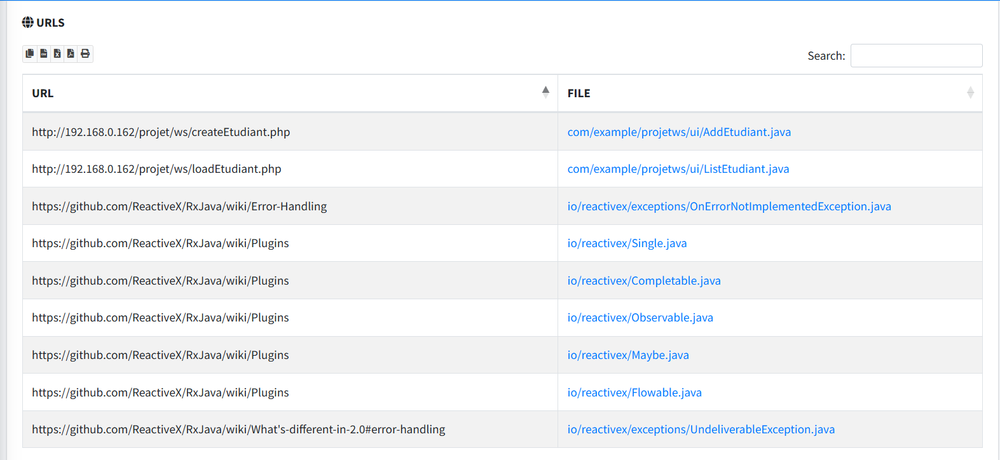 URLS
Search:
URL FILE
http://192.168.0.162/projet/ws/createEtudiant.php com/example/projetws/ui/AddEtudiant.java
http://192.168.0.162/projet/ws/loadEtudiant.php com/example/projetws/ui/ListEtudiant.java
https://github.com/ReactiveX/RxJava/wiki/Error-Handling io/reactivex/exceptions/OnErrorNotImplementedException.java
https://github.com/ReactiveX/RxJava/wiki/Plugins io/reactivex/Single.java
https://github.com/ReactiveX/RxJava/wiki/Plugins io/reactivex/Completable.java
https://github.com/ReactiveX/RxJava/wiki/Plugins io/reactivex/Observable.java
https://github.com/ReactiveX/RxJava/wiki/Plugins io/reactivex/Maybe.java
https://github.com/ReactiveX/RxJava/wiki/Plugins io/reactivex/Flowable.java
https://github.com/ReactiveX/RxJava/wiki/What's-different-in-2.0#error-handling io/reactivex/exceptions/UndeliverableException.java